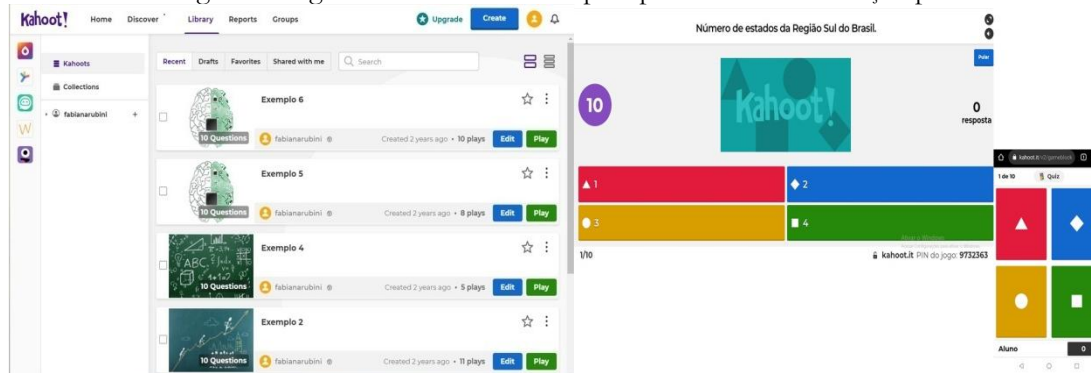 Kahoot!
Home Discover Library Reports Groups
Upgrade Create
Kahoots
Collections
fabianarubini +
W
Recent Drafts Favorites Shared with me Search
Exemplo 6
10 Questions
fabianarubini Created 2 years ago • 10 plays Edit Play
Exemplo 5
10 Questions
fabianarubini Created 2 years ago • 8 plays Edit Play
Exemplo 4
ABC
10 Questions
fabianarubini Created 2 years ago • 5 plays Edit Play
Exemplo 2
10 Questions
fabianarubini Created 2 years ago • 11 plays Edit Play
Número de estados da Região Sul do Brasil.
Pular
10
Kahoot!
0
resposta
1
2
3
4
Ativar o Windows
1/10
kahoot.it PIN do jogo: 9732363
1 de 10 Quiz
Aluno 0